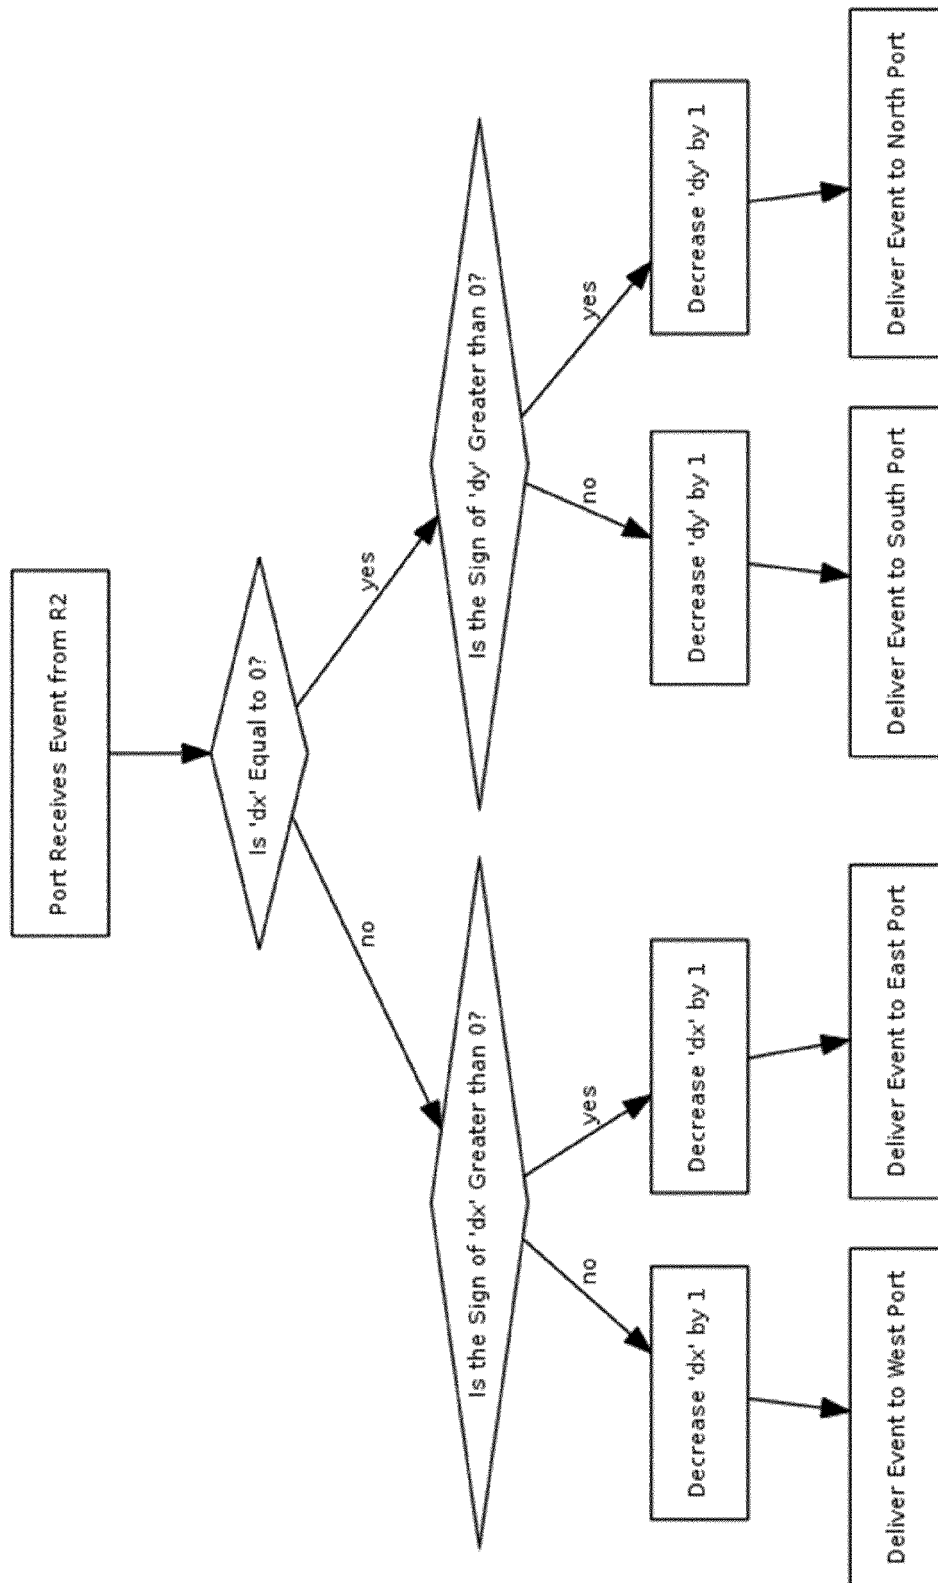 Port Receives Event from R2
Is 'dx' Equal to 0?
no
yes
Is the Sign of 'dx' Greater than 0?
Is the Sign of 'dy' Greater than 0?
no
yes
no
yes
Decrease 'dx' by 1
Decrease 'dx' by 1
Decrease 'dy' by 1
Decrease 'dy' by 1
Deliver Event to West Port
Deliver Event to East Port
Deliver Event to South Port
Deliver Event to North Port